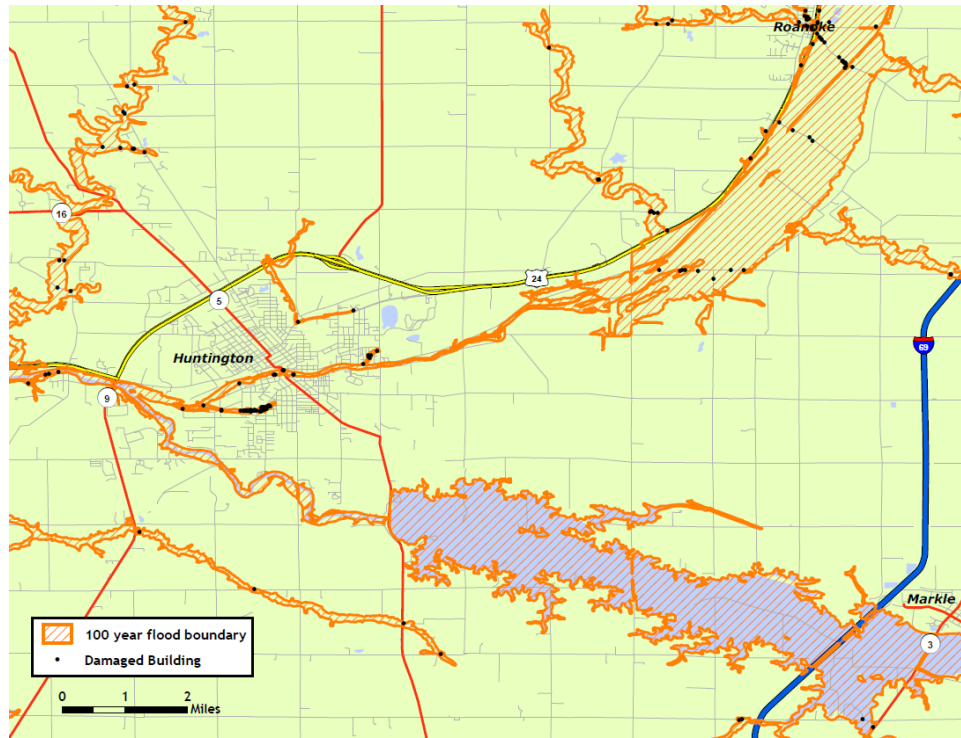 Roanoke
16
24
5
Huntington
69
9
Markle
3
100 year flood boundary
Damaged Building
0 1 2
Miles